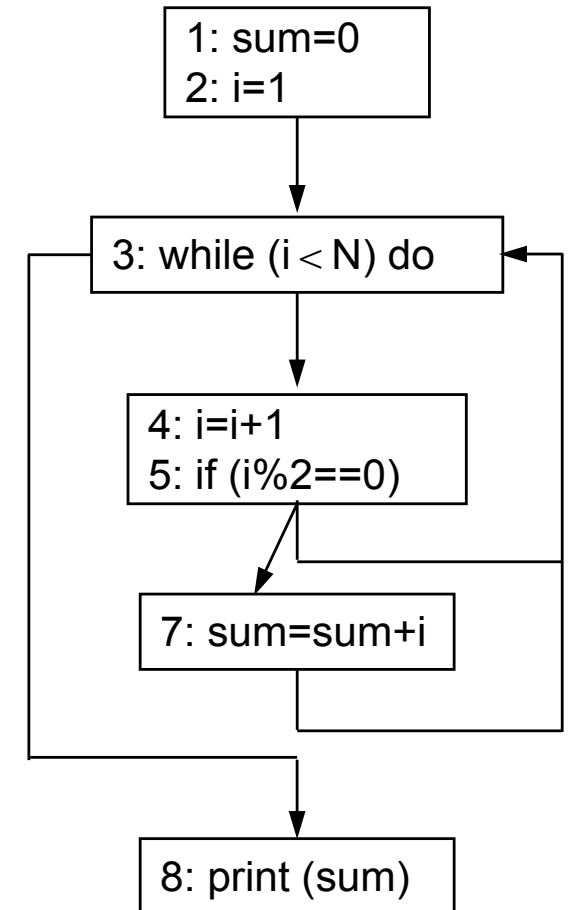 1: sum=0
2: i=1
3: while (i < N) do
4: i=i+1
5: if (i%2==0)
7: sum=sum+i
8: print (sum)